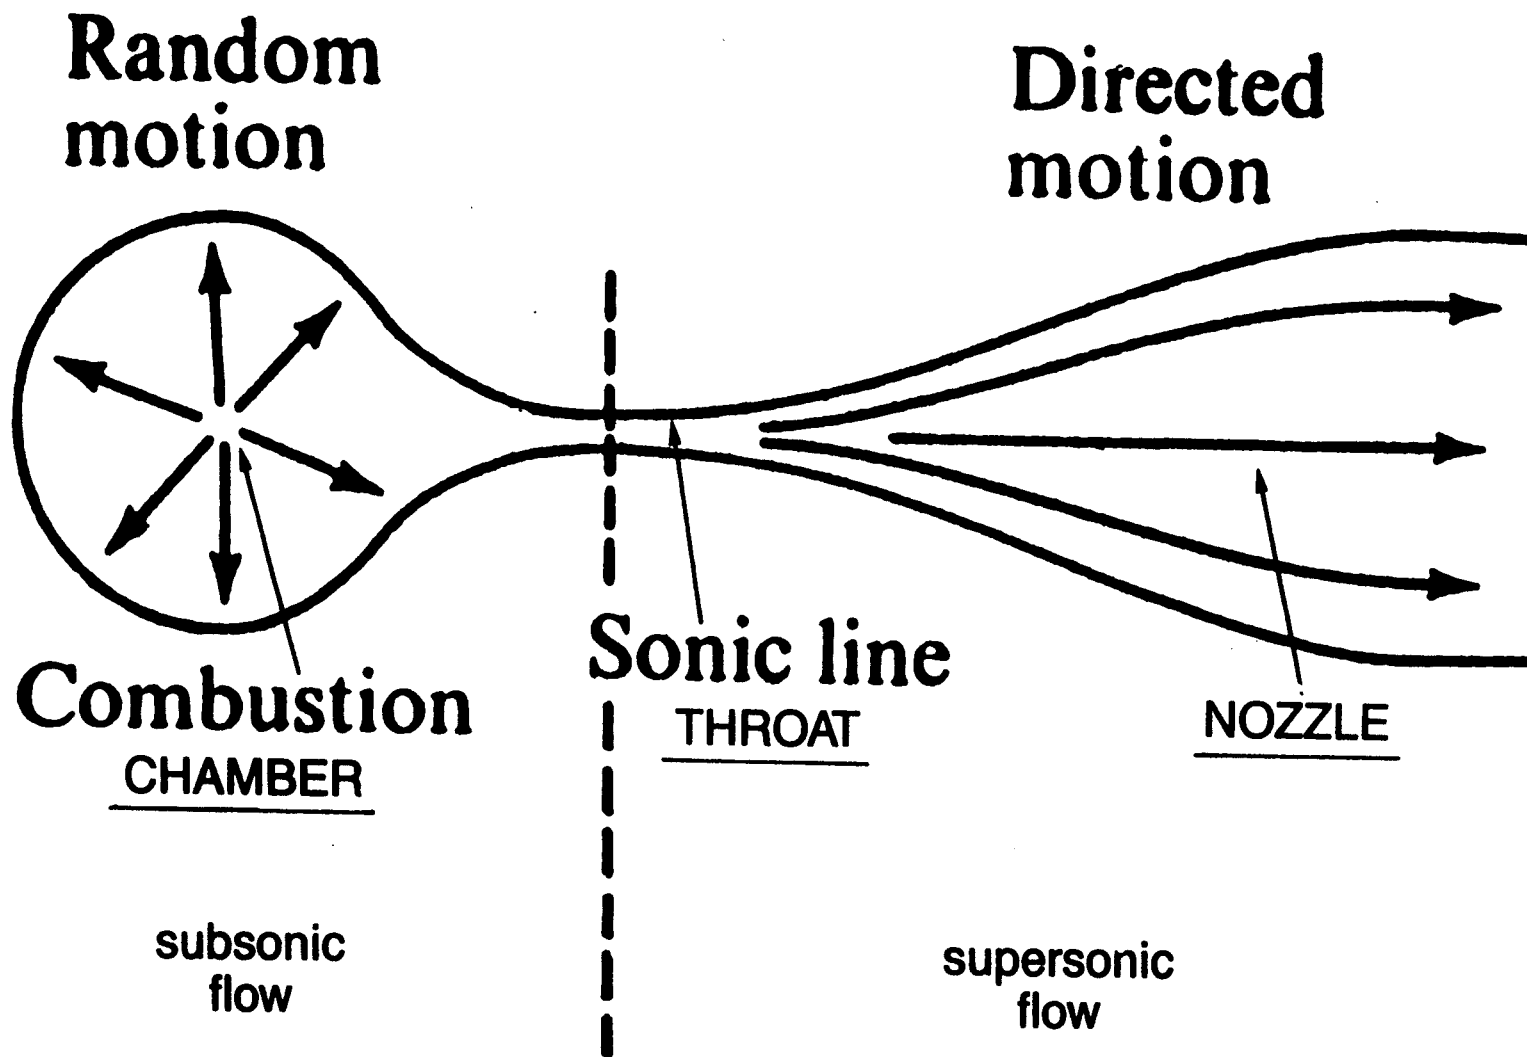 Random
motion
Directed
motion
Combustion
CHAMBER
Sonic line
THROAT
NOZZLE
subsonic
flow
supersonic
flow